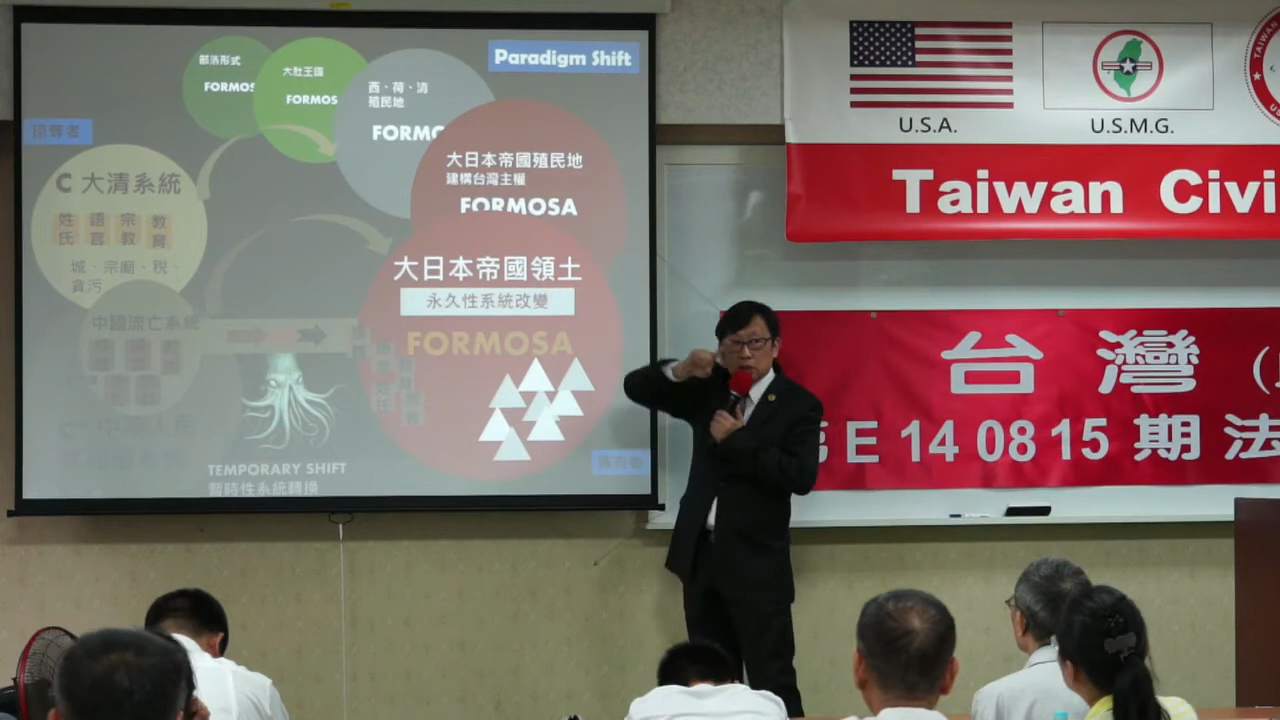 Paradigm Shift
部落形式
FORMOS
大肚王國
FORMOS
西、荷、清
殖民地
FORMO
大日本帝國殖民地
建構台灣主權
FORMOSA
掠奪者
C 大清系統
姓氏 語言 宗教 教育
城、宗廟、稅、
貪污
中國流亡系統
大日本帝國領土
永久性系統改變
FORMOSA
TEMPORARY SHIFT
暫時性系統轉換
U.S.A.
U.S.M.G.
TAIWAN
Taiwan Civi
台灣
E 14 08 15 期 法